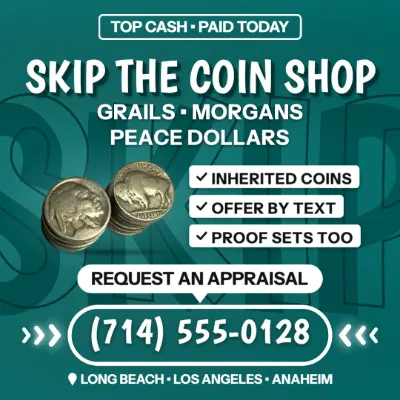 TOP CASH • PAID TODAY
SKIP THE COIN SHOP
GRAILS • MORGANS
PEACE DOLLARS
✓ INHERITED COINS
✓ OFFER BY TEXT
✓ PROOF SETS TOO
REQUEST AN APPRAISAL
(714) 555-0128
LONG BEACH • LOS ANGELES • ANAHEIM
SKIP